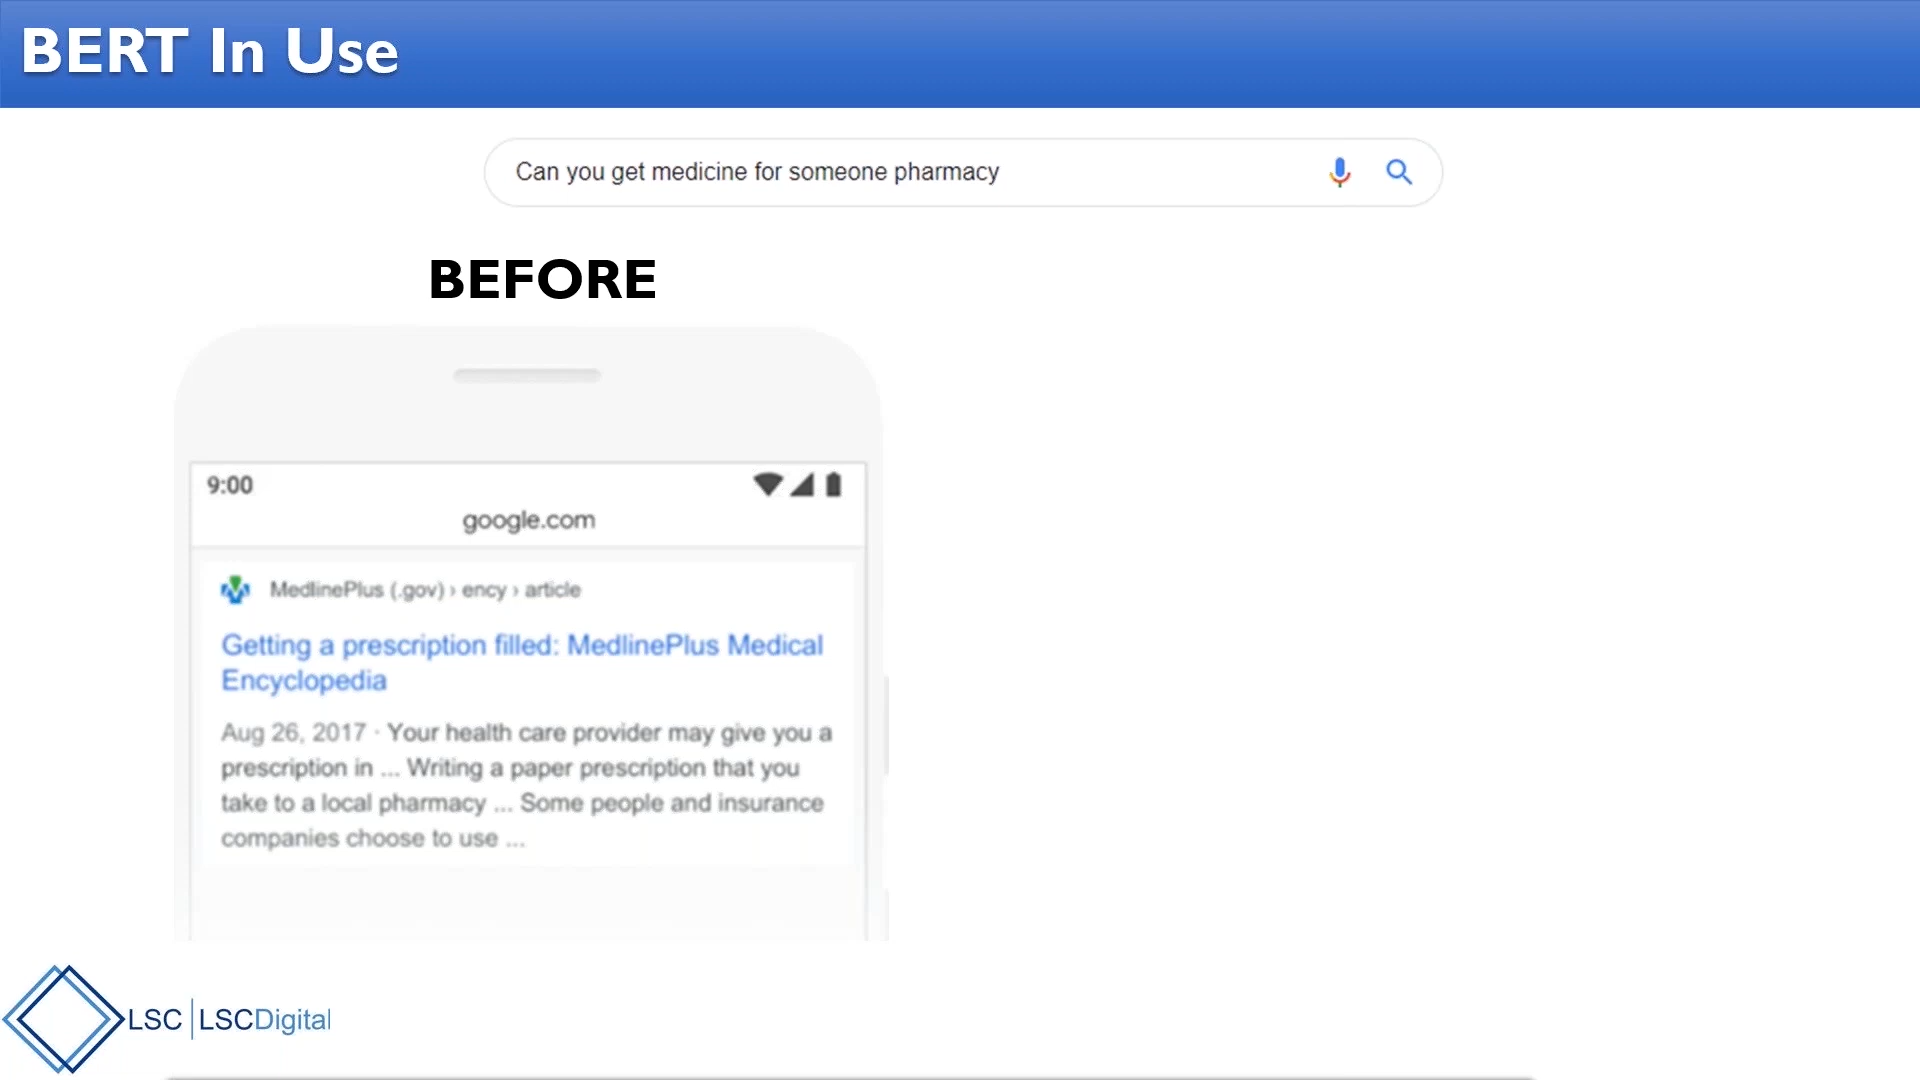 BERT In Use
Can you get medicine for someone pharmacy
BEFORE
9:00
google.com
MedlinePlus (.gov) › ency › article
Getting a prescription filled: MedlinePlus Medical
Encyclopedia
Aug 26, 2017 · Your health care provider may give you a
prescription in ... Writing a paper prescription that you
take to a local pharmacy ... Some people and insurance
companies choose to use ...
LSC LSCDigital